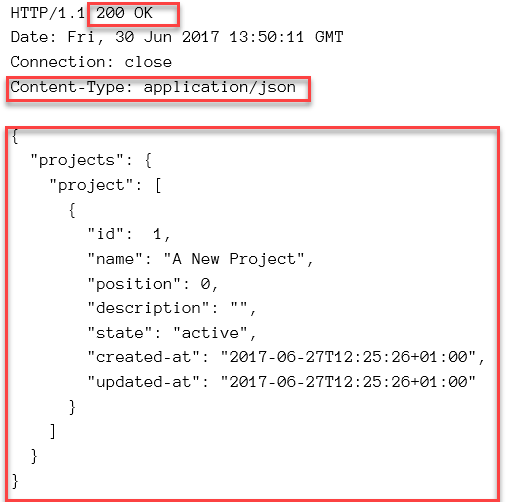 HTTP/1.1 200 OK
Date: Fri, 30 Jun 2017 13:50:11 GMT
Connection: close
Content-Type: application/json

{
  "projects": {
    "project": [
      {
        "id":  1,
        "name": "A New Project",
        "position": 0,
        "description": "",
        "state": "active",
        "created-at": "2017-06-27T12:25:26+01:00",
        "updated-at": "2017-06-27T12:25:26+01:00"
      }
    ]
  }
}